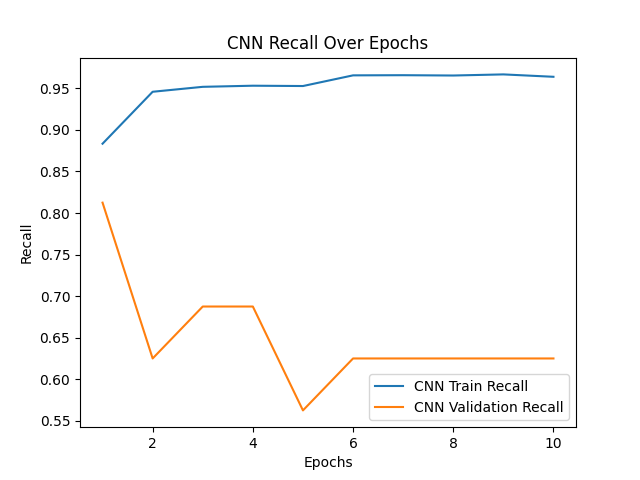 CNN Recall Over Epochs
Recall
0.95
0.90
0.85
0.80
0.75
0.70
0.65
0.60
0.55
2
4
6
8
10
Epochs
CNN Train Recall
CNN Validation Recall